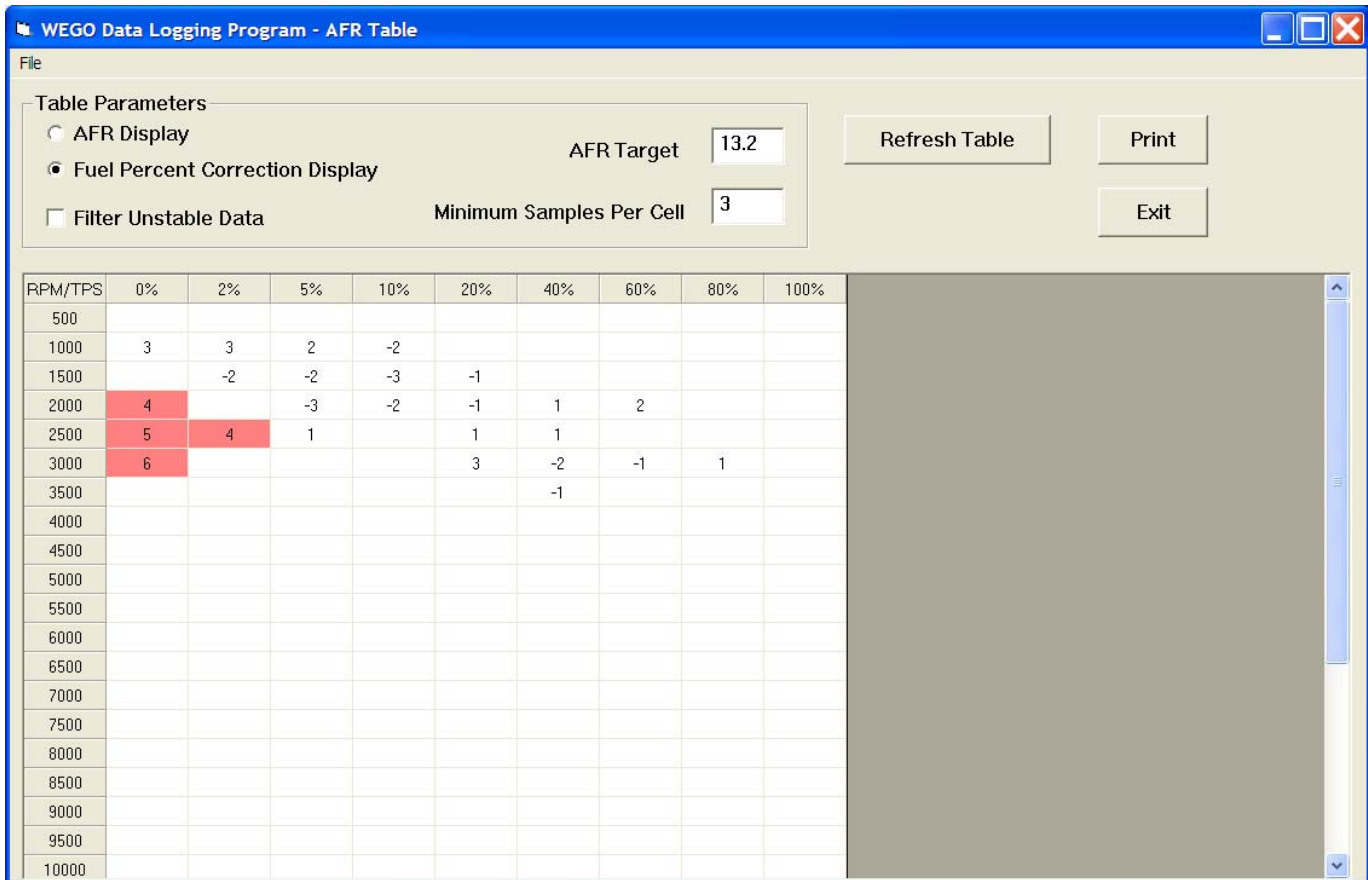 WEGO Data Logging Program - AFR Table
File
Table Parameters
AFR Display
Fuel Percent Correction Display
Filter Unstable Data
AFR Target 13.2
Minimum Samples Per Cell 3
Refresh Table
Print
Exit
RPM/TPS 0% 2% 5% 10% 20% 40% 60% 80% 100%
500
1000 3 3 2 -2
1500 -2 -2 -3 -1
2000 4 -3 -2 -1 1 2
2500 5 4 1 1 1
3000 6 3 -2 -1 1
3500 -1
4000
4500
5000
5500
6000
6500
7000
7500
8000
8500
9000
9500
10000